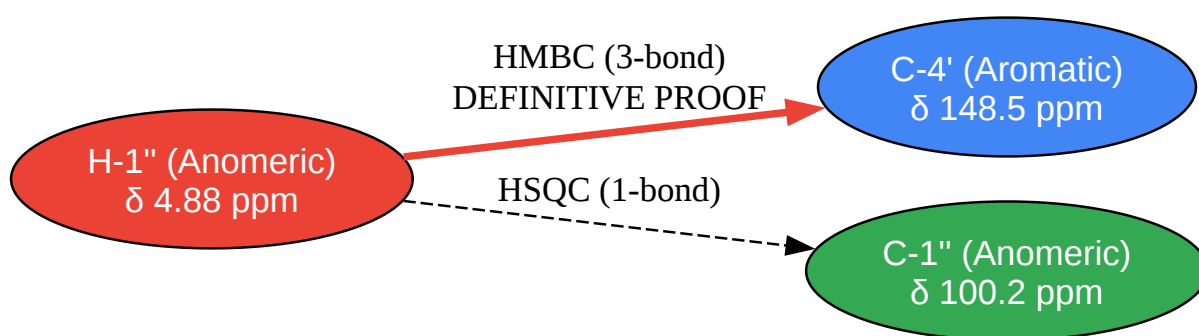 HMBC (3-bond)
DEFINITIVE PROOF
C-4' (Aromatic)
δ 148.5 ppm
H-1" (Anomeric)
δ 4.88 ppm
HSQC (1-bond)
C-1" (Anomeric)
δ 100.2 ppm